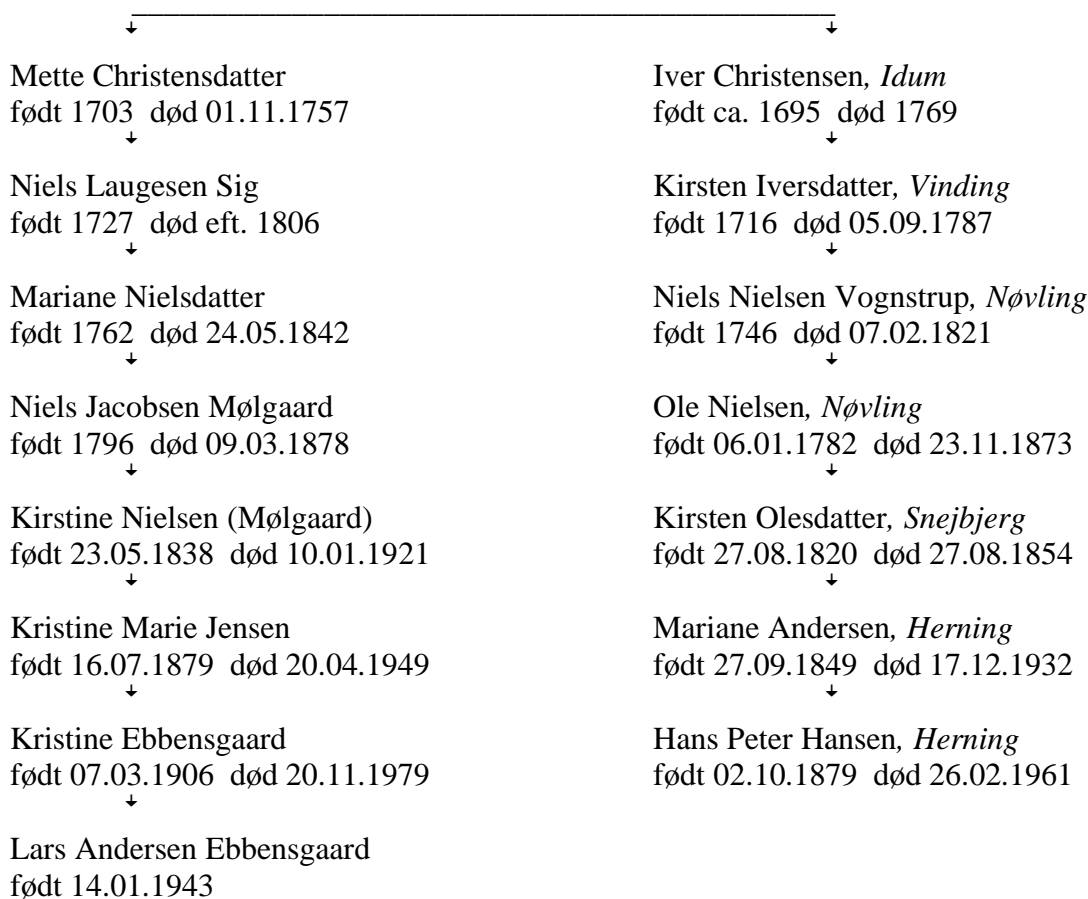 Mette Christensdatter
født 1703  død 01.11.1757
Niels Laugesen Sig
født 1727  død eft. 1806
Mariane Nielsdatter
født 1762  død 24.05.1842
Niels Jacobsen Mølgaard
født 1796  død 09.03.1878
Kirstine Nielsen (Mølgaard)
født 23.05.1838  død 10.01.1921
Kristine Marie Jensen
født 16.07.1879  død 20.04.1949
Kristine Ebbensgaard
født 07.03.1906  død 20.11.1979
Lars Andersen Ebbensgaard
født 14.01.1943
Iver Christensen, Idum
født ca. 1695  død 1769
Kirsten Iversdatter, Vinding
født 1716  død 05.09.1787
Niels Nielsen Vognstrup, Nøvling
født 1746  død 07.02.1821
Ole Nielsen, Nøvling
født 06.01.1782  død 23.11.1873
Kirsten Olesdatter, Snejbjerg
født 27.08.1820  død 27.08.1854
Mariane Andersen, Herning
født 27.09.1849  død 17.12.1932
Hans Peter Hansen, Herning
født 02.10.1879  død 26.02.1961